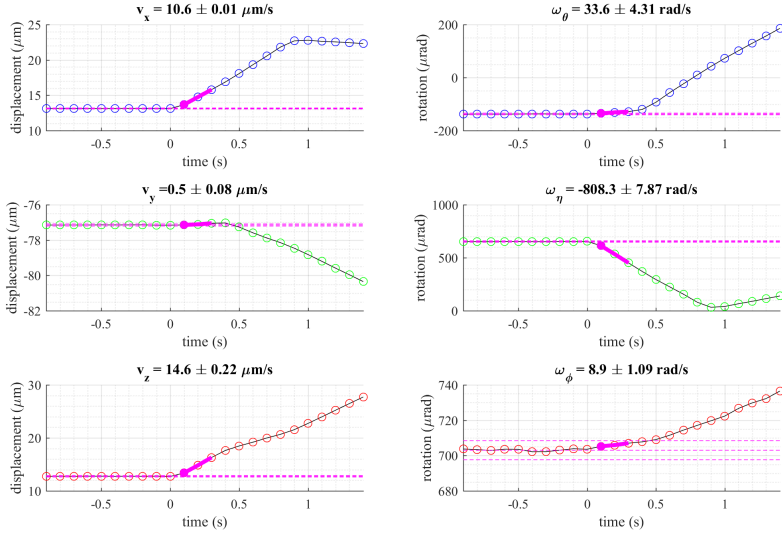 v_x = 10.6 ± 0.01 μm/s
displacement (μm)
25
20
15
10
-0.5
0
0.5
1
time (s)
ω_θ = 33.6 ± 4.31 rad/s
rotation (μrad)
200
0
-200
-0.5
0
0.5
1
time (s)
v_y =0.5 ± 0.08 μm/s
displacement (μm)
-76
-78
-80
-82
-0.5
0
0.5
1
time (s)
ω_η = -808.3 ± 7.87 rad/s
rotation (μrad)
1000
500
0
-0.5
0
0.5
1
time (s)
v_z = 14.6 ± 0.22 μm/s
displacement (μm)
30
20
10
-0.5
0
0.5
1
time (s)
ω_ϕ = 8.9 ± 1.09 rad/s
rotation (μrad)
740
720
700
680
-0.5
0
0.5
1
time (s)